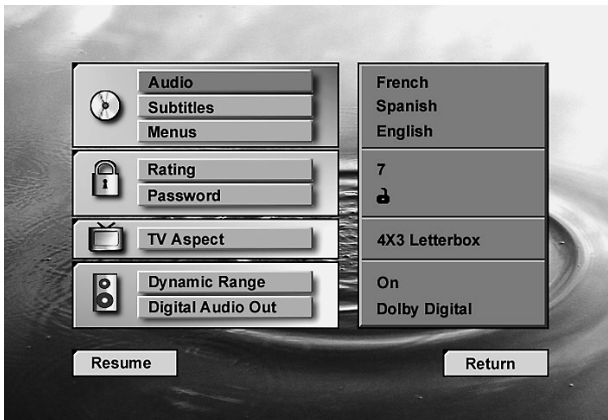 Audio French
Subtitles Spanish
Menus English
Rating 7
Password
TV Aspect 4X3 Letterbox
Dynamic Range On
Digital Audio Out Dolby Digital
Resume Return